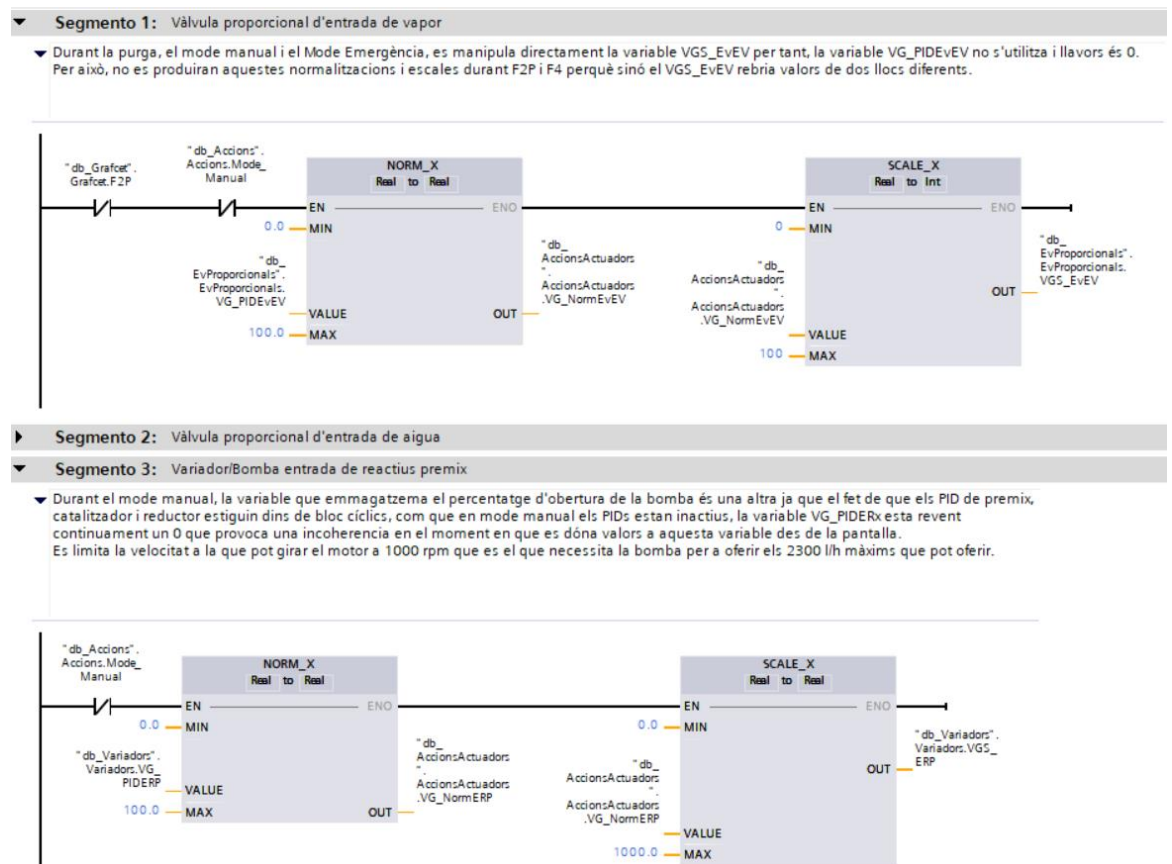 Segmento 1: Vàlvula proporcional d'entrada de vapor
Durant la purga, el mode manual i el Mode Emergència, es manipula directament la variable VGS_EvEV per tant, la variable VG_PIDEvEV no s'utilitza i llavors és 0.
Per això, no es produiran aquestes normalitzacions i escales durant F2P i F4 perquè sinó el VGS_EvEV rebria valors de dos llocs diferents.
"db_Grafcet".
Grafcet.F2P
"db_Accions".
Accions.Mode_
Manual
NORM_X
Real to Real
EN
ENO
0.0
MIN
"db_
EvProporcionals".
EvProporcionals.
VG_PIDEvEV
VALUE
100.0
MAX
OUT
"db_
AccionsActuadors
".
AccionsActuadors
.VG_NormEvEV
SCALE_X
Real to Int
EN
ENO
0
MIN
"db_
AccionsActuadors
".
AccionsActuadors
.VG_NormEvEV
VALUE
100
MAX
OUT
"db_
EvProporcionals".
EvProporcionals.
VGS_EvEV
Segmento 2: Vàlvula proporcional d'entrada de aigua
Segmento 3: Variador/Bomba entrada de reactius premix
Durant el mode manual, la variable que emmagatzema el percentatge d'obertura de la bomba és una altra ja que el fet de que els PID de premix,
catalitzador i reductor estiguin dins de bloc cíclics, com que en mode manual els PIDs estan inactius, la variable VG_PIDERx esta revent
continuament un 0 que provoca una incoherencia en el moment en que es dóna valors a aquesta variable des de la pantalla.
Es limita la velocitat a la que pot girar el motor a 1000 rpm que es el que necessita la bomba per a oferir els 2300 l/h màxims que pot oferir.
"db_Accions".
Accions.Mode_
Manual
NORM_X
Real to Real
EN
ENO
0.0
MIN
"db_Variadors".
Variadors.VG_
PIDERP
VALUE
100.0
MAX
OUT
"db_
AccionsActuadors
".
AccionsActuadors
.VG_NormERP
SCALE_X
Real to Real
EN
ENO
0.0
MIN
"db_
AccionsActuadors
".
AccionsActuadors
.VG_NormERP
VALUE
1000.0
MAX
OUT
"db_Variadors".
Variadors.VGS_
ERP